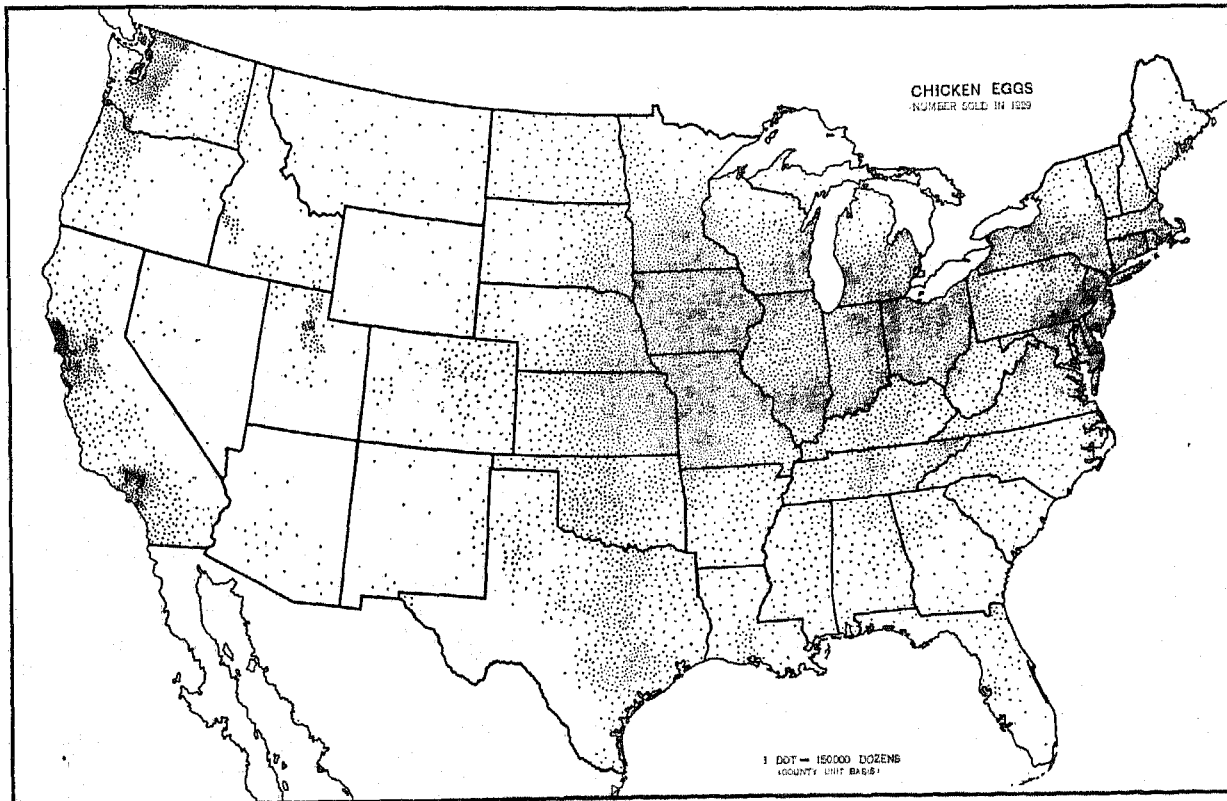 CHICKEN EGGS
NUMBER SOLD IN 1929
1 DOT = 150000 DOZENS
(COUNTY UNIT BASIS)